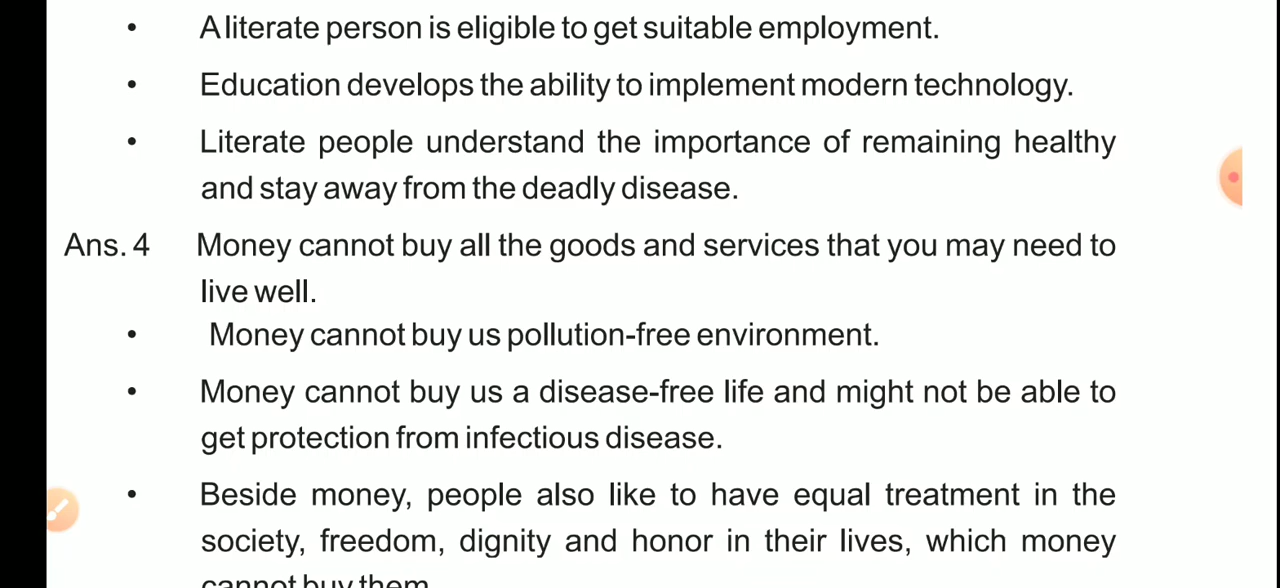 • A literate person is eligible to get suitable employment.
• Education develops the ability to implement modern technology.
• Literate people understand the importance of remaining healthy
and stay away from the deadly disease.
Ans. 4 Money cannot buy all the goods and services that you may need to
live well.
• Money cannot buy us pollution-free environment.
• Money cannot buy us a disease-free life and might not be able to
get protection from infectious disease.
• Beside money, people also like to have equal treatment in the
society, freedom, dignity and honor in their lives, which money
cannot buy them